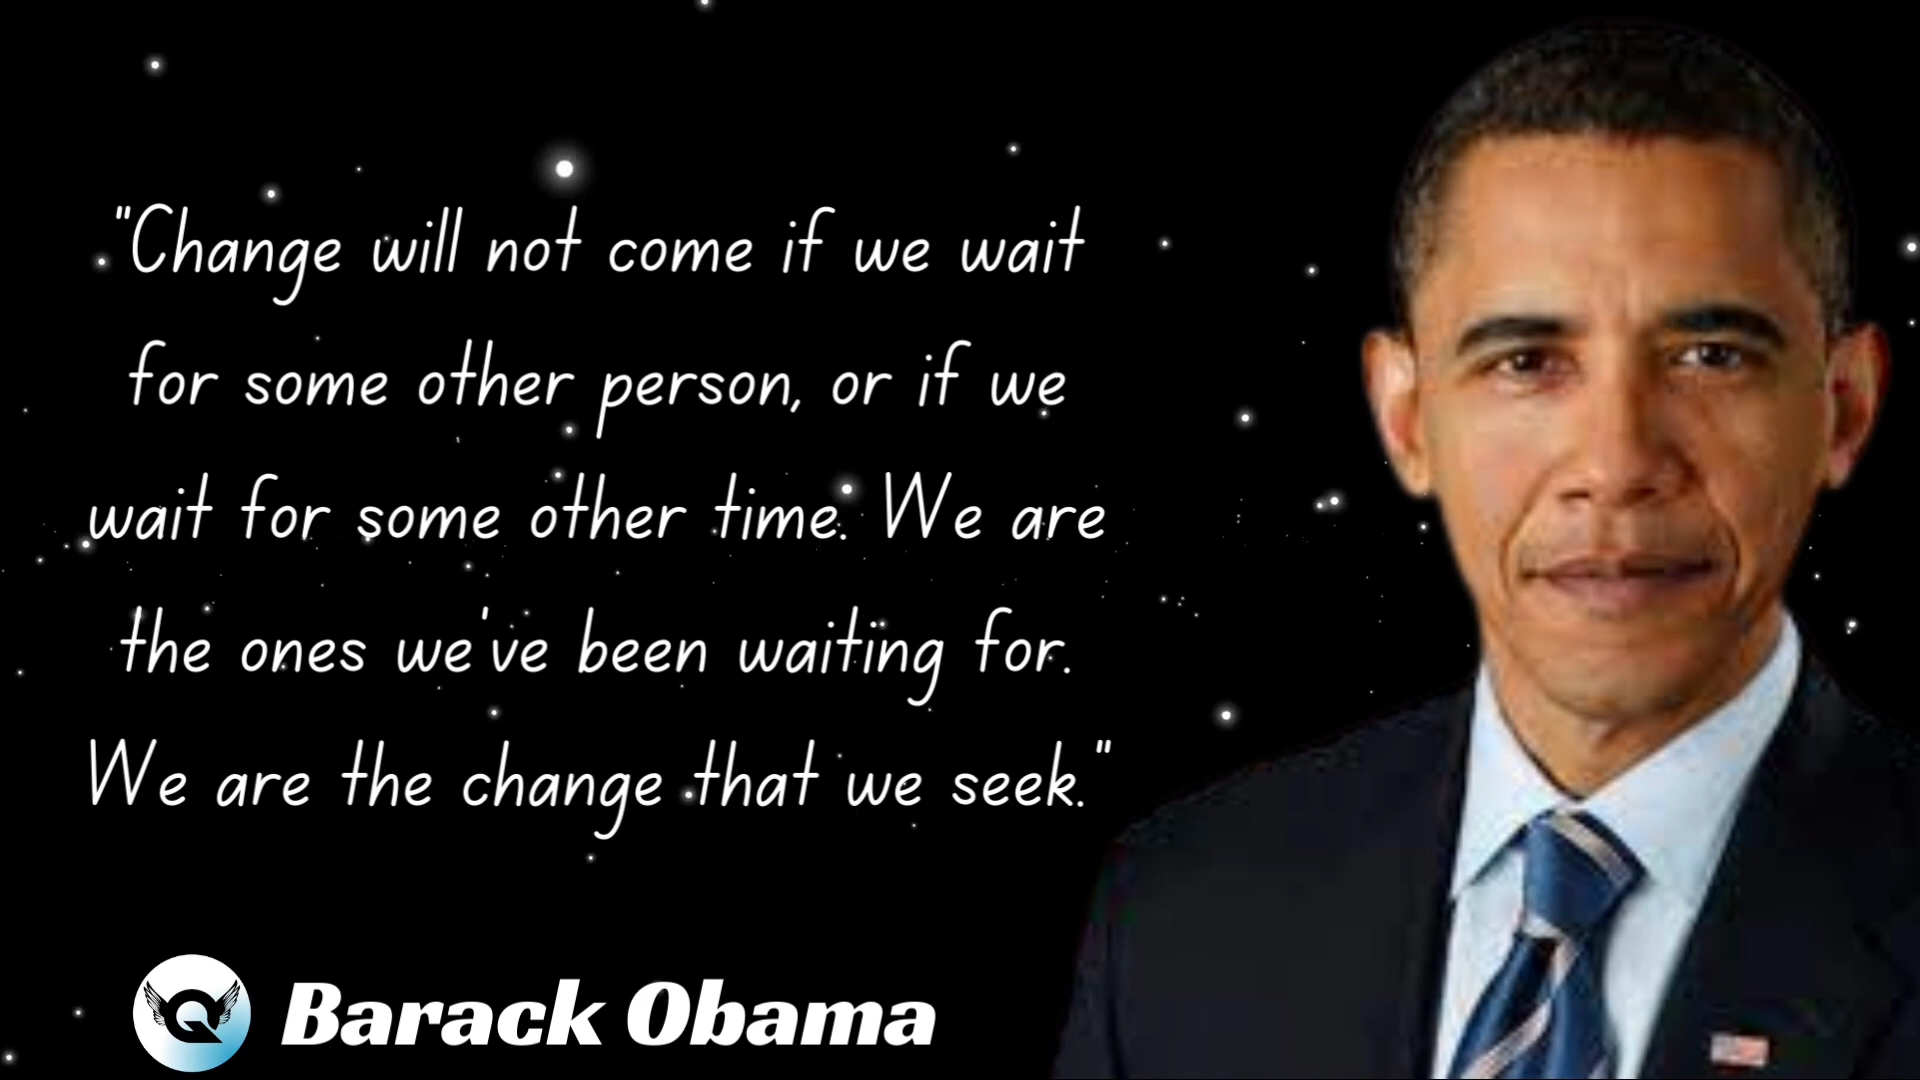 "Change will not come if we wait
for some other person, or if we
wait for some other time. We are
the ones we've been waiting for.
We are the change that we seek."
Q
Barack Obama